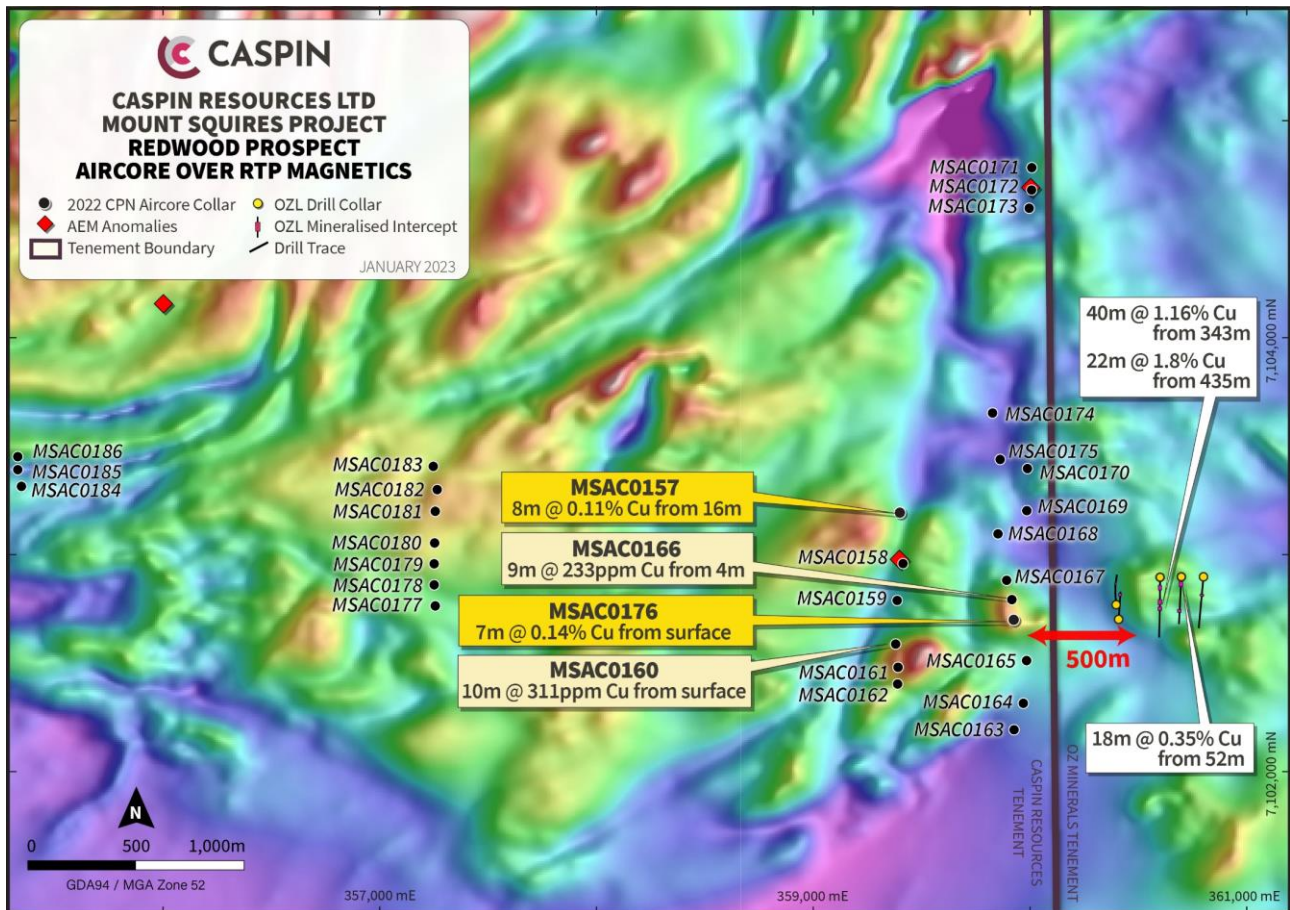 CASPIN
CASPIN RESOURCES LTD
MOUNT SQUIRES PROJECT
REDWOOD PROSPECT
AIRCORE OVER RTP MAGNETICS
2022 CPN Aircore Collar
OZL Drill Collar
AEM Anomalies
OZL Mineralised Intercept
Tenement Boundary
Drill Trace
JANUARY 2023
MSAC0171
MSAC0172
MSAC0173
40m @ 1.16% Cu
from 343m
22m @ 1.8% Cu
from 435m
7,104,000 mN
MSAC0174
MSAC0175
MSAC0170
MSAC0169
MSAC0168
MSAC0167
MSAC0186
MSAC0185
MSAC0184
MSAC0183
MSAC0182
MSAC0181
MSAC0180
MSAC0179
MSAC0178
MSAC0177
MSAC0157
8m @ 0.11% Cu from 16m
MSAC0158
MSAC0166
9m @ 233ppm Cu from 4m
MSAC0159
MSAC0176
7m @ 0.14% Cu from surface
MSAC0160
10m @ 311ppm Cu from surface
MSAC0161
MSAC0162
MSAC0165
500m
MSAC0164
MSAC0163
18m @ 0.35% Cu
from 52m
CASPIN RESOURCES
TENEMENT
OZ MINERALS TENEMENT
7,102,000 mN
N
0 500 1,000m
GDA94 / MGA Zone 52
357,000 mE
359,000 mE
361,000 mE